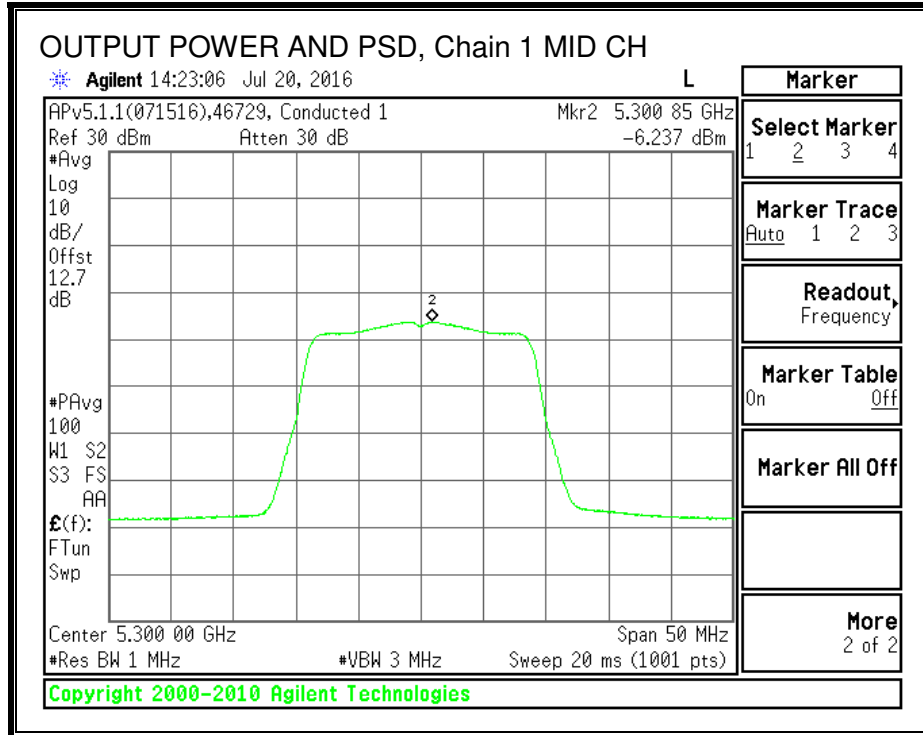 OUTPUT POWER AND PSD, Chain 1 MID CH
Agilent 14:23:06 Jul 20, 2016 L
APv5.1.1(071516),46729, Conducted 1 Mkr2 5.300 85 GHz
Ref 30 dBm Atten 30 dB -6.237 dBm
#Avg
Log
10
dB/
Offst
12.7
dB
2
#PAvg
100
W1 S2
S3 FS
AA
£(f):
FTun
Swp
Center 5.300 00 GHz Span 50 MHz
#Res BW 1 MHz #VBW 3 MHz Sweep 20 ms (1001 pts)
Copyright 2000-2010 Agilent Technologies
Marker
Select Marker
1 2 3 4
Marker Trace
Auto 1 2 3
Readout
Frequency
Marker Table
On Off
Marker All Off
More
2 of 2